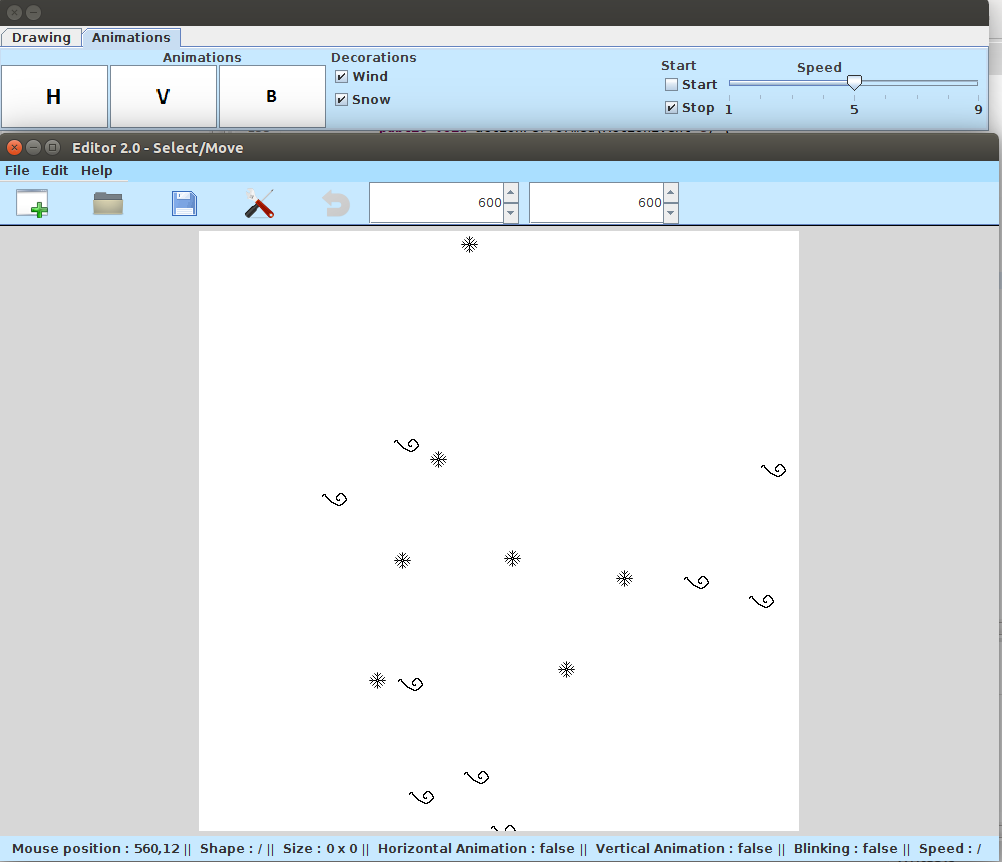 Drawing Animations
Animations Decorations Start Speed
H V B
Wind
Snow
Start
Stop
1 5 9
Editor 2.0 - Select/Move
File Edit Help
600 600
Mouse position : 560,12 || Shape : / || Size : 0 x 0 || Horizontal Animation : false || Vertical Animation : false || Blinking : false || Speed : /